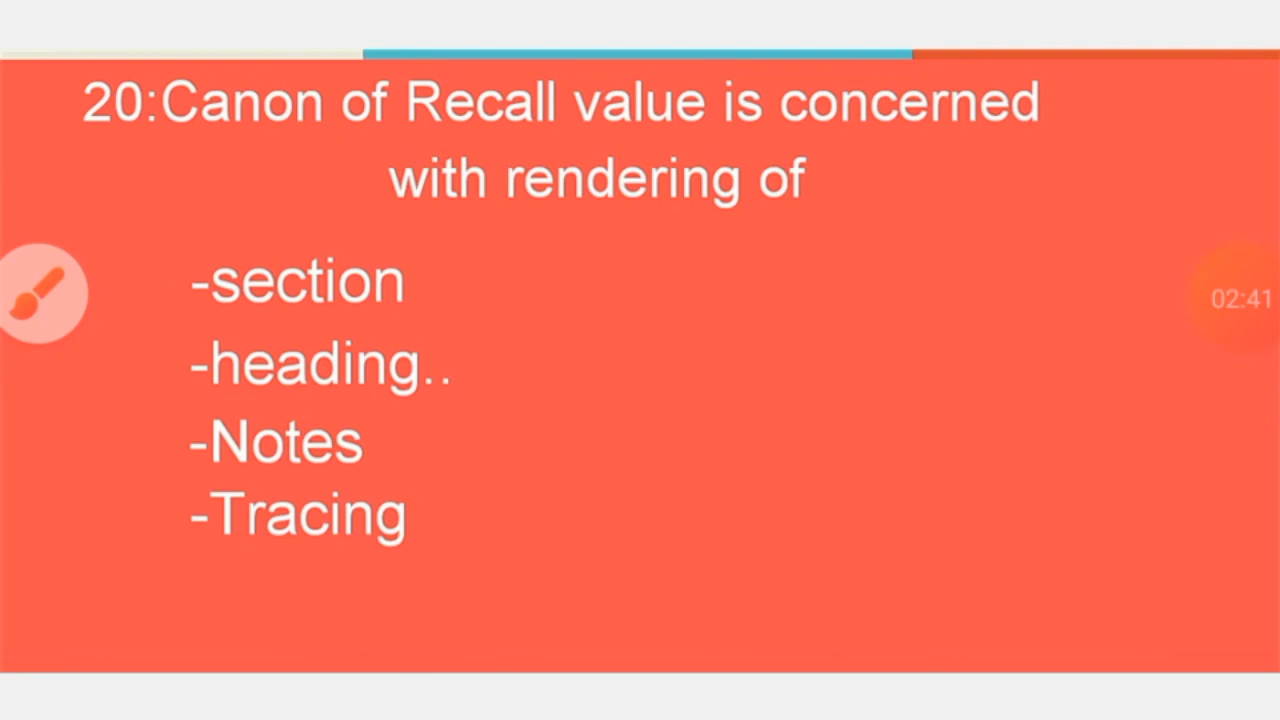 20:Canon of Recall value is concerned
with rendering of
-section
-heading..
-Notes
-Tracing
02:41